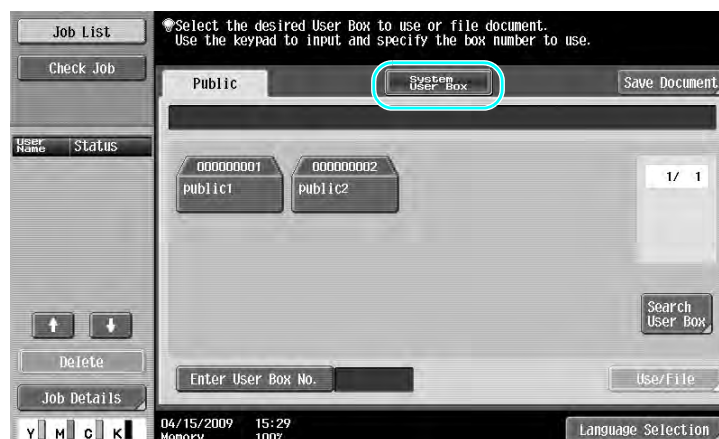 Job List
Check Job
User Name
Status
Delete
Job Details
Y M C K
Select the desired User Box to use or file document.
Use the keypad to input and specify the box number to use.
Public
System User Box
Save Document
000000001
public1
000000002
public2
1/ 1
Search
User Box
Enter User Box No.
Use/File
04/15/2009 15:29
Memory 100%
Language Selection